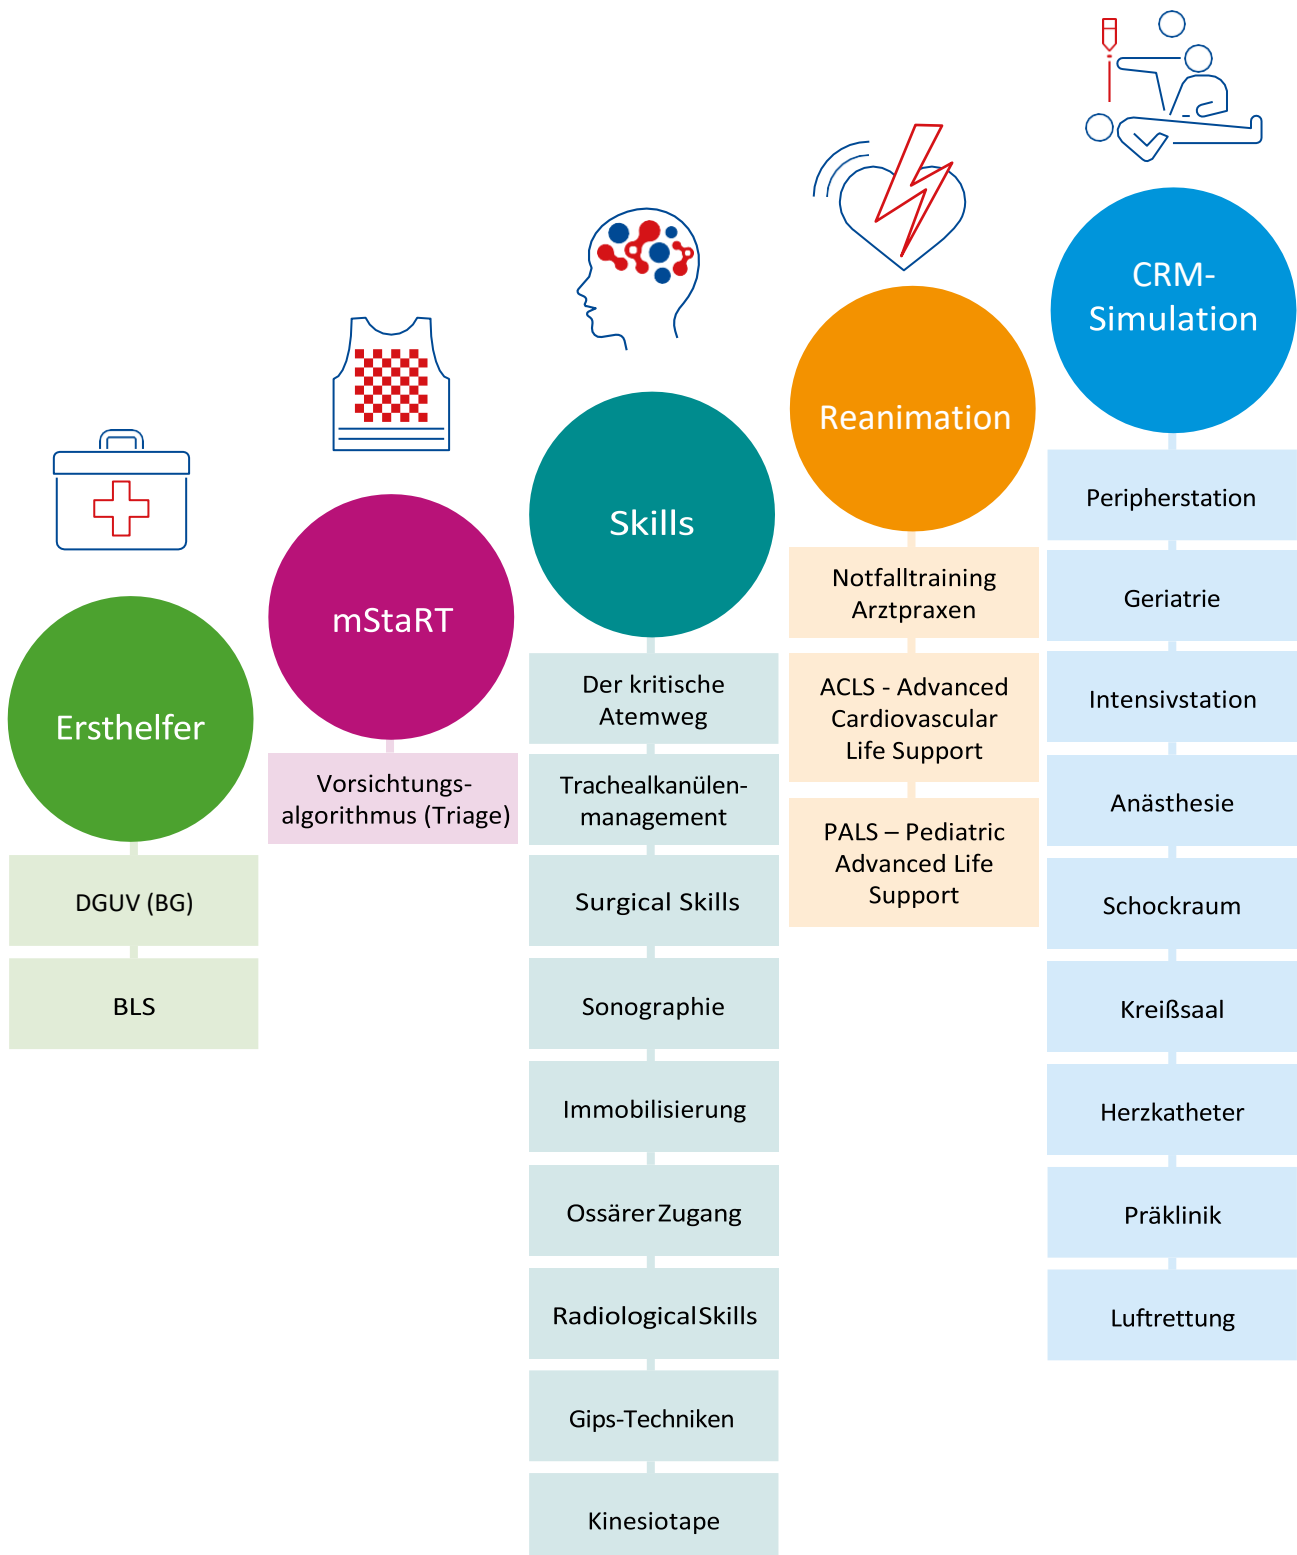 Ersthelfer
DGUV (BG)
BLS
mStaRT
Vorsichtungs-
algorithmus (Triage)
Skills
Der kritische
Atemweg
Trachealkanülen-
management
Surgical Skills
Sonographie
Immobilisierung
Ossärer Zugang
Radiological Skills
Gips-Techniken
Kinesiotape
Reanimation
Notfalltraining
Arztpraxen
ACLS - Advanced
Cardiovascular
Life Support
PALS – Pediatric
Advanced Life
Support
CRM-
Simulation
Peripherstation
Geriatrie
Intensivstation
Anästhesie
Schockraum
Kreißsaal
Herzkatheter
Präklinik
Luftrettung